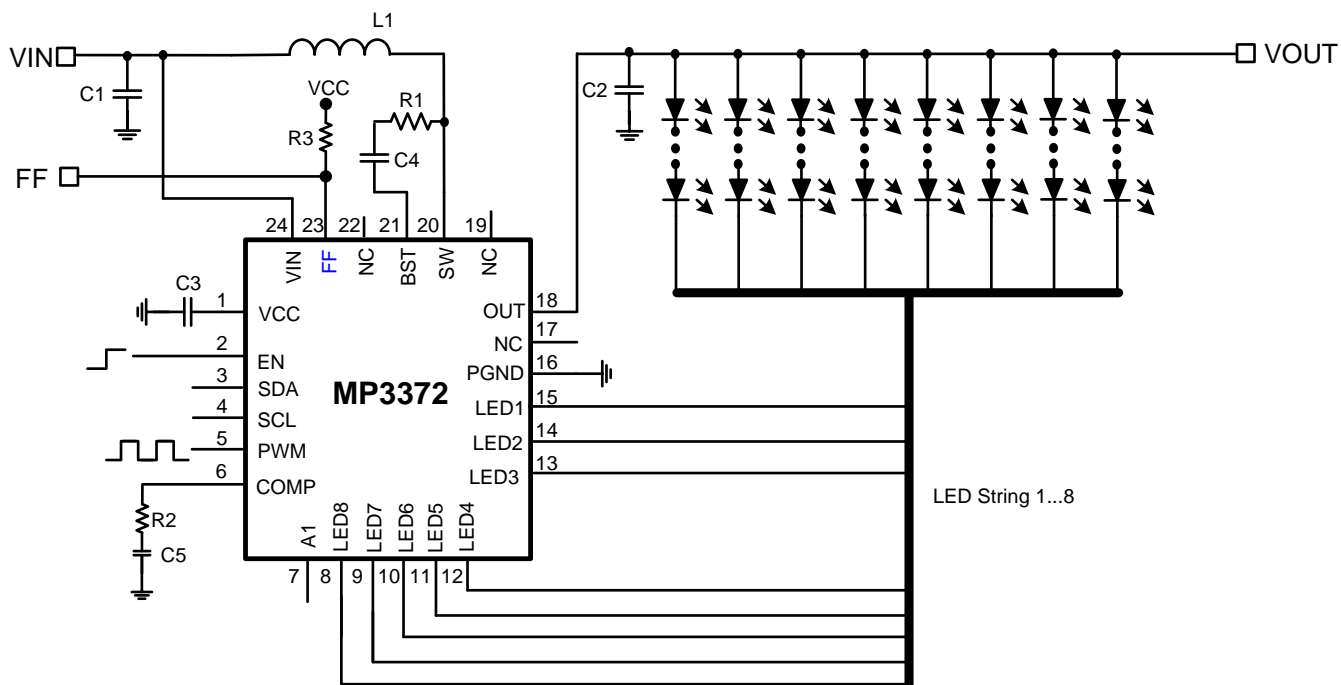 L1
VIN
VOUT
C1
VCC
R1
C2
R3
C4
FF
24
23
22
21
20
19
VIN
FF
NC
BST
SW
NC
C3
1
VCC
OUT
18
2
EN
NC
17
3
SDA
PGND
16
MP3372
4
SCL
LED1
15
5
PWM
LED2
14
6
COMP
LED3
13
LED String 1...8
R2
C5
A1
LED8
LED7
LED6
LED5
LED4
7
8
9
10
11
12